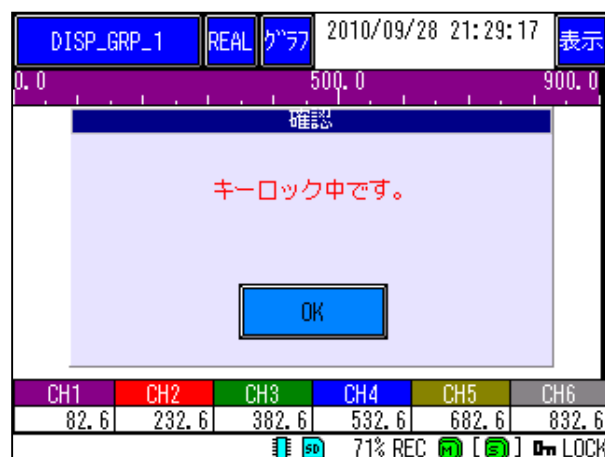 DISP_GRP_1 REAL グラフ 2010/09/28 21:29:17 表示
0.0 500.0 900.0
確認
キーロック中です。
OK
CH1 CH2 CH3 CH4 CH5 CH6
82.6 232.6 382.6 532.6 682.6 832.6
SD 71% REC M [S] LOCK